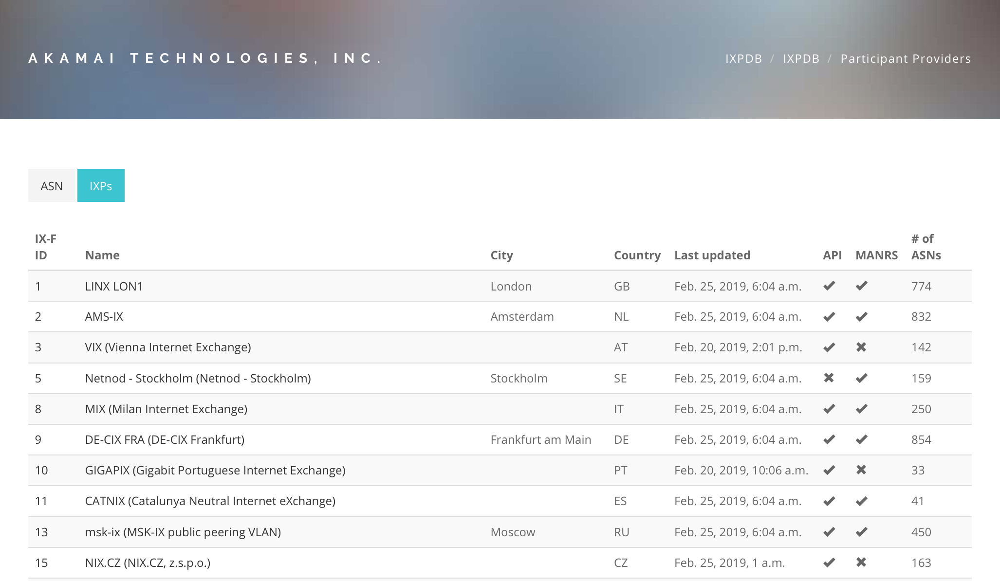 AKAMAI TECHNOLOGIES, INC.
IXPDB / IXPDB / Participant Providers
ASN IXPs
IX-F ID Name City Country Last updated API MANRS # of ASNs
1 LINX LON1 London GB Feb. 25, 2019, 6:04 a.m. ✔ ✔ 774
2 AMS-IX Amsterdam NL Feb. 25, 2019, 6:04 a.m. ✔ ✔ 832
3 VIX (Vienna Internet Exchange) AT Feb. 20, 2019, 2:01 p.m. ✔ ✖ 142
5 Netnod - Stockholm (Netnod - Stockholm) Stockholm SE Feb. 25, 2019, 6:04 a.m. ✖ ✔ 159
8 MIX (Milan Internet Exchange) IT Feb. 25, 2019, 6:04 a.m. ✔ ✔ 250
9 DE-CIX FRA (DE-CIX Frankfurt) Frankfurt am Main DE Feb. 25, 2019, 6:04 a.m. ✔ ✔ 854
10 GIGAPIX (Gigabit Portuguese Internet Exchange) PT Feb. 20, 2019, 10:06 a.m. ✔ ✖ 33
11 CATNIX (Catalunya Neutral Internet eXchange) ES Feb. 25, 2019, 6:04 a.m. ✔ ✔ 41
13 msk-ix (MSK-IX public peering VLAN) Moscow RU Feb. 25, 2019, 6:04 a.m. ✔ ✔ 450
15 NIX.CZ (NIX.CZ, z.s.p.o.) CZ Feb. 25, 2019, 1 a.m. ✔ ✖ 163